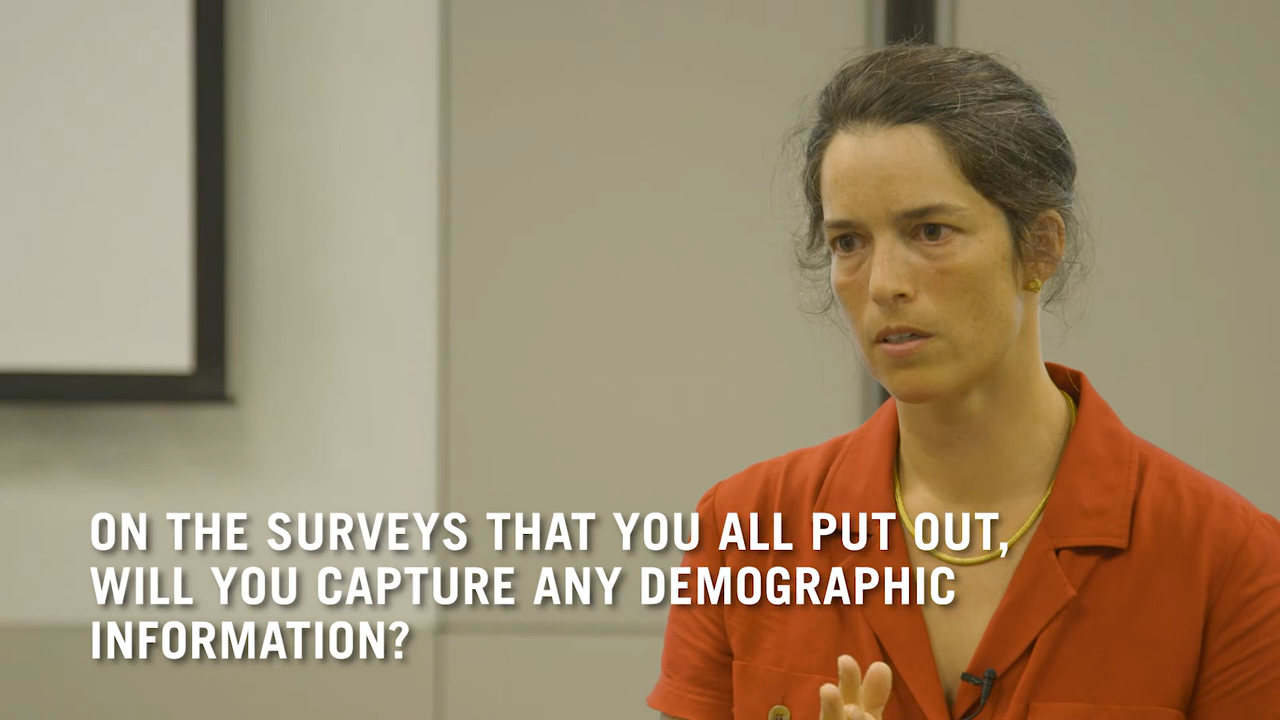 ON THE SURVEYS THAT YOU ALL PUT OUT,
WILL YOU CAPTURE ANY DEMOGRAPHIC
INFORMATION?